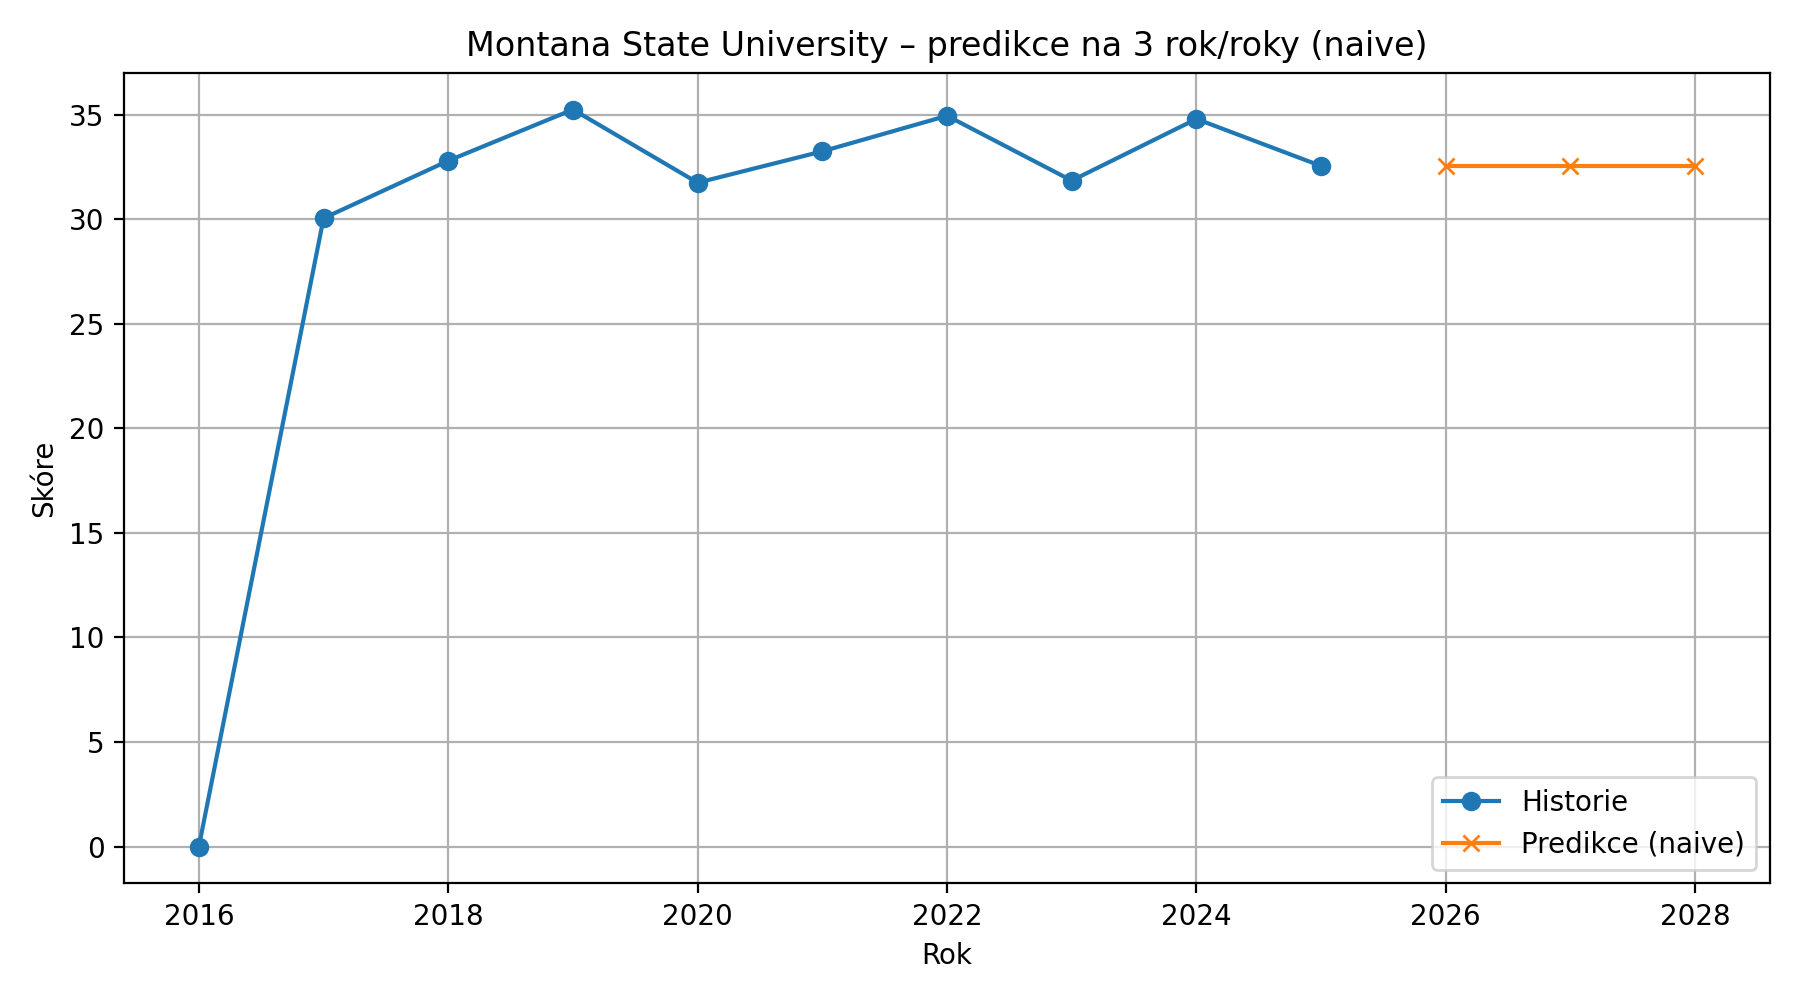 Montana State University – predikce na 3 rok/roky (naive)
35
30
25
20
15
10
5
0
Skóre
2016 2018 2020 2022 2024 2026 2028
Rok
Historie
Predikce (naive)